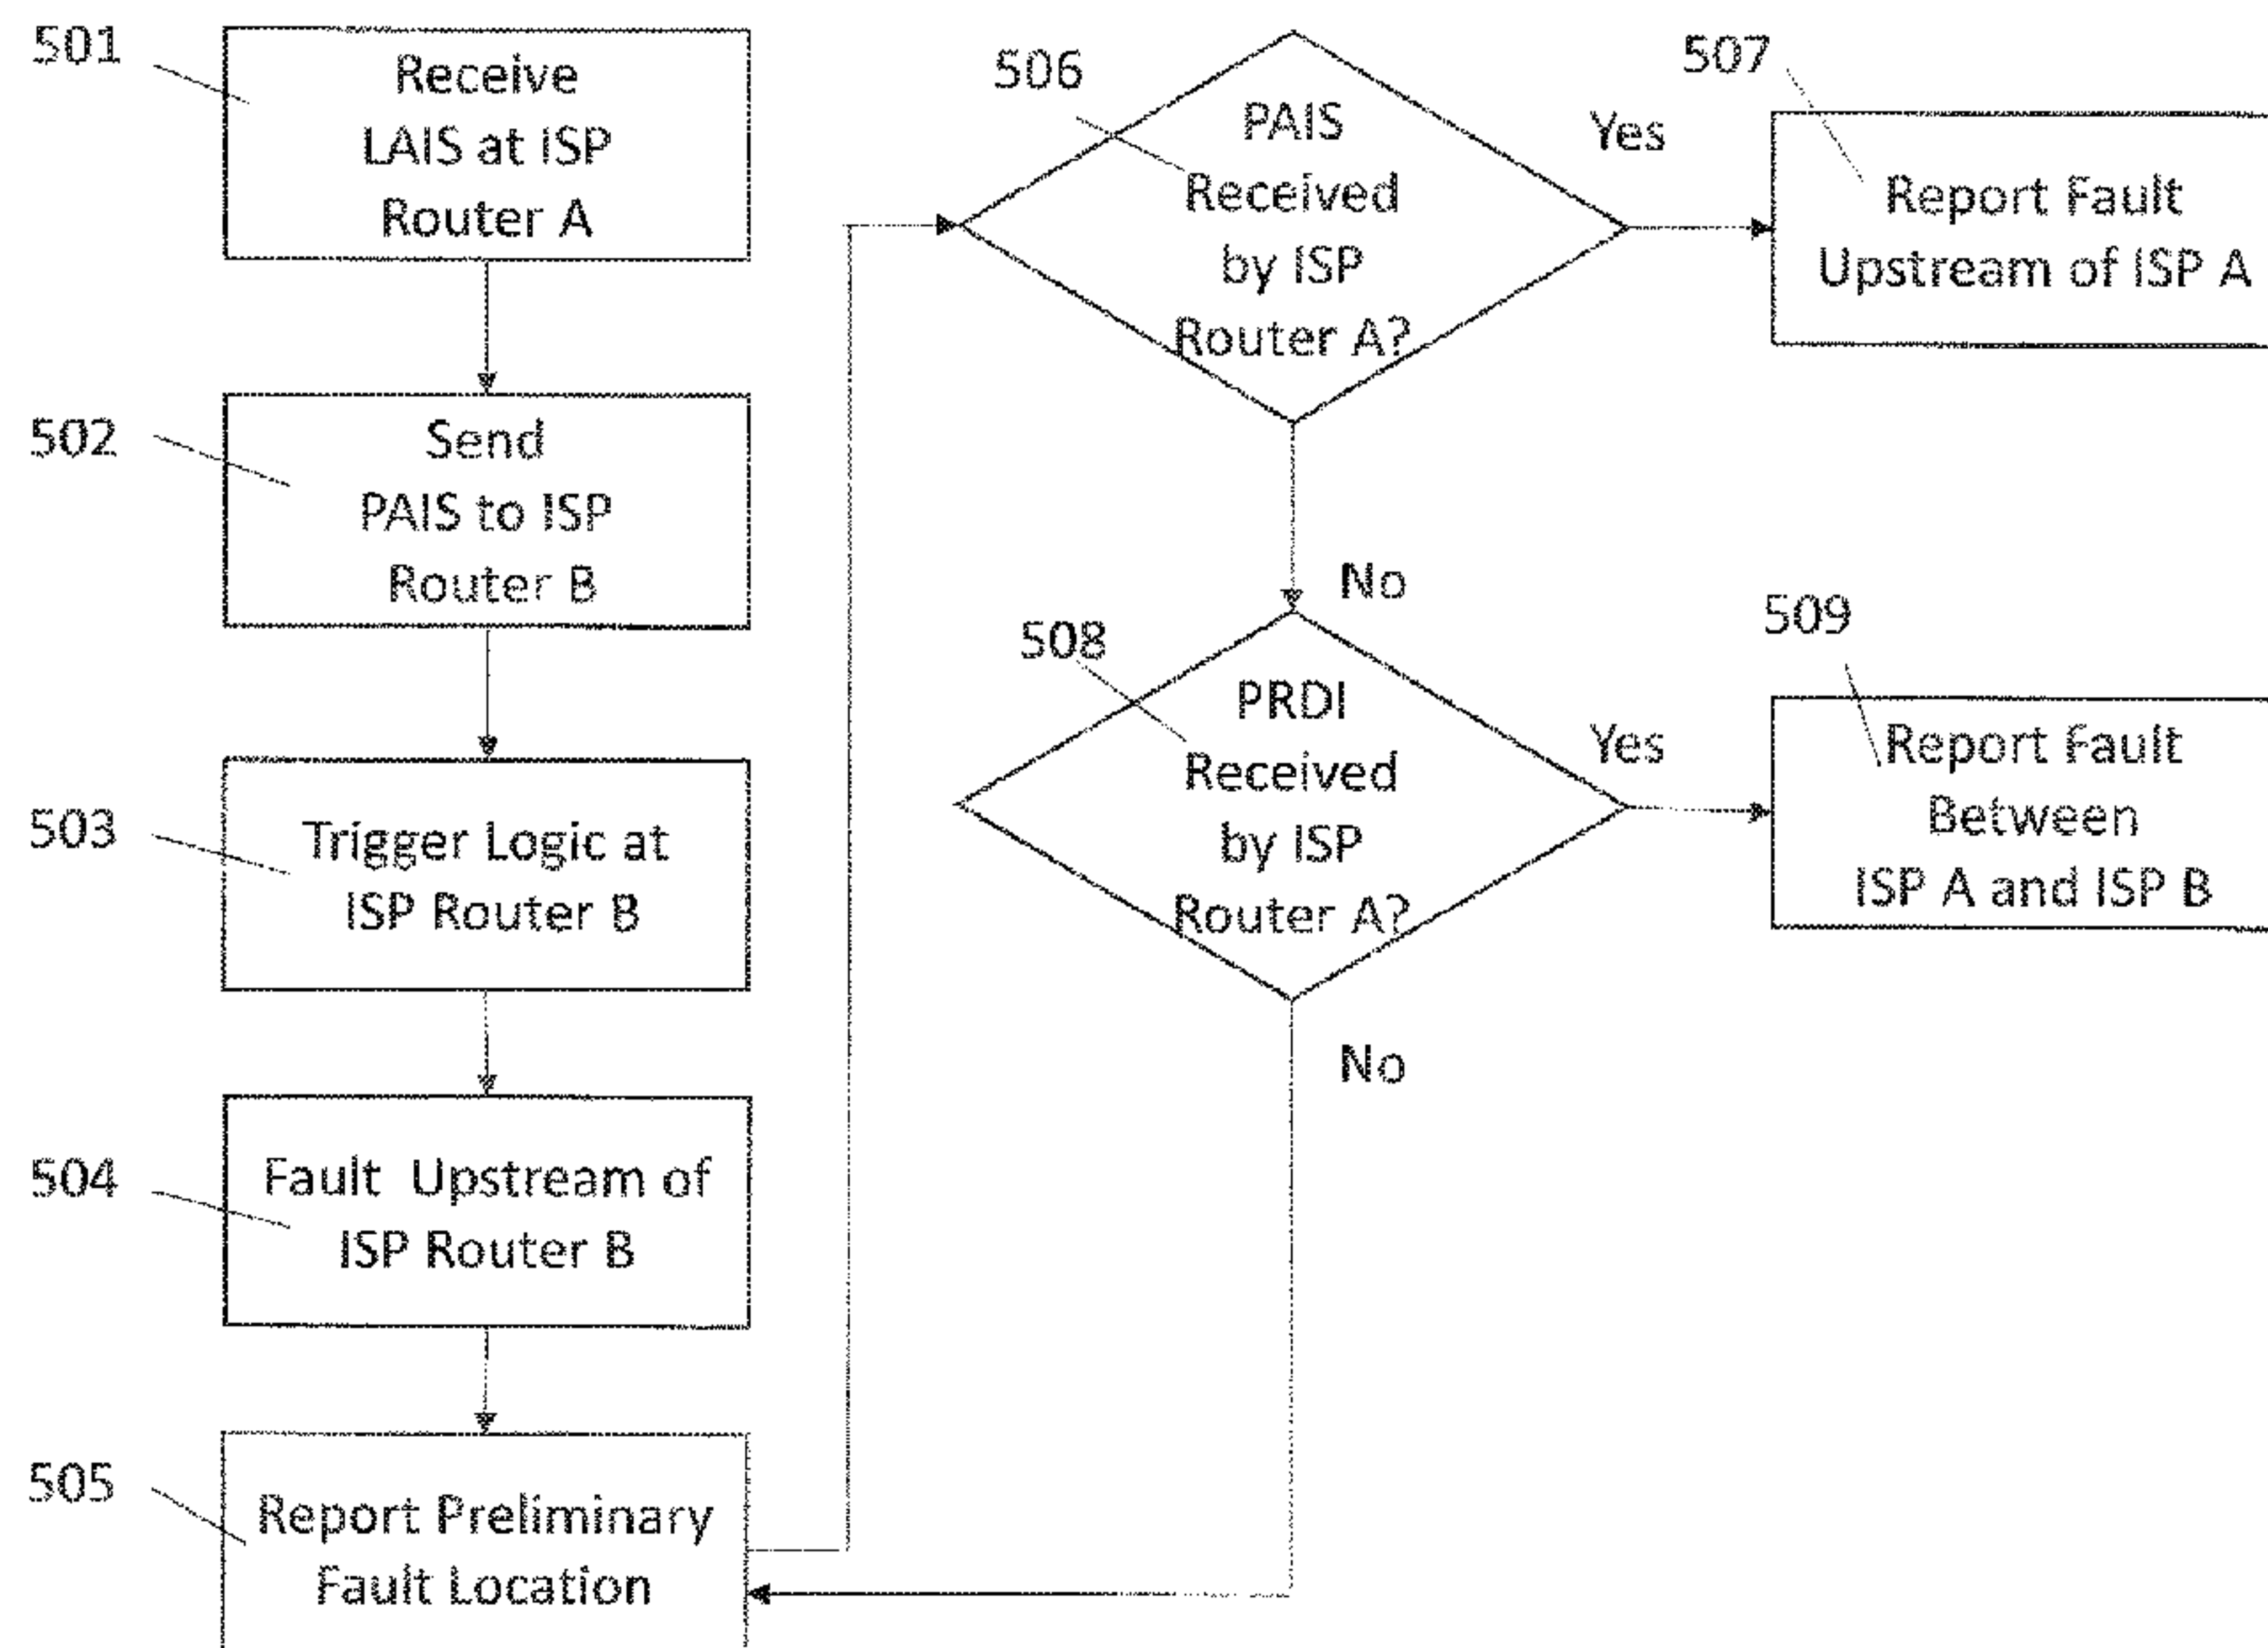 501
Receive
LAIS at ISP
Router A
502
Send
PAIS to ISP
Router B
503
Trigger Logic at
ISP Router B
504
Fault Upstream of
ISP Router B
505
Report Preliminary
Fault Location
506
PAIS
Received
by ISP
Router A?
Yes
No
507
Report Fault
Upstream of ISP A
508
PRDI
Received
by ISP
Router A?
Yes
No
509
Report Fault
Between
ISP A and ISP B